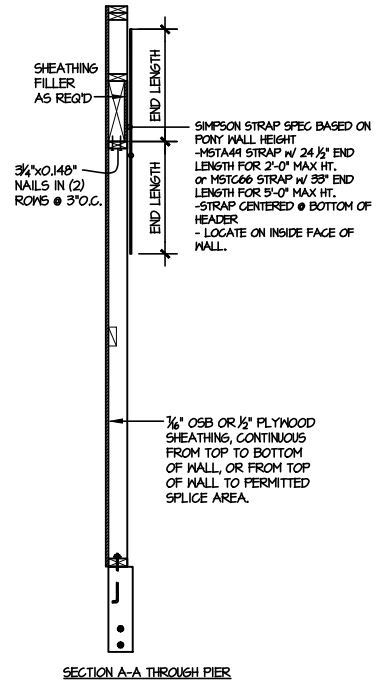 SHEATHING
FILLER
AS REQ'D
END LENGTH
SIMPSON STRAP SPEC BASED ON
PONY WALL HEIGHT
-MSTA49 STRAP W/ 24 1/2" END
LENGTH FOR 2'-0" MAX HT.
or MSTC66 STRAP W/ 33" END
LENGTH FOR 5'-0" MAX HT.
-STRAP CENTERED @ BOTTOM OF
HEADER
- LOCATE ON INSIDE FACE OF
WALL.
3 1/4"x0.148"
NAILS IN (2)
ROWS @ 3"O.C.
END LENGTH
7/16" OSB OR 1/2" PLYWOOD
SHEATHING, CONTINUOUS
FROM TOP TO BOTTOM
OF WALL, OR FROM TOP
OF WALL TO PERMITTED
SPLICE AREA.
SECTION A-A THROUGH PIER